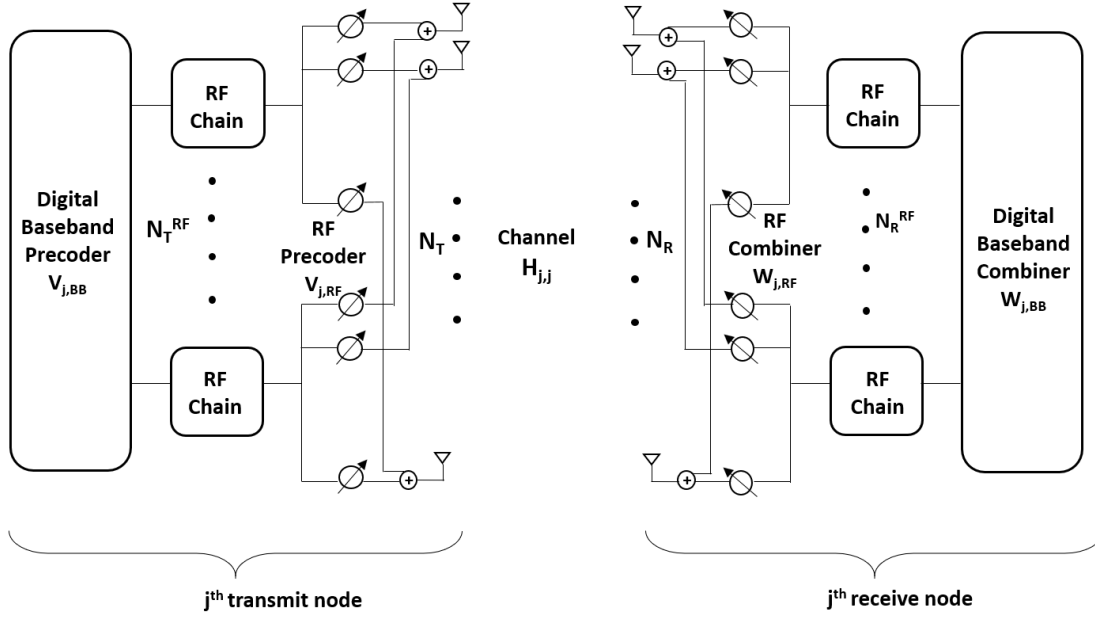 Digital
Baseband
Precoder
V_{j,BB}
N_T^{RF}
RF
Chain
RF
Chain
RF
Precoder
V_{j,RF}
+
+
+
N_T
Channel
H_{j,j}
N_R
+
+
+
RF
Combiner
W_{j,RF}
RF
Chain
N_R^{RF}
RF
Chain
Digital
Baseband
Combiner
W_{j,BB}
j^{th} transmit node
j^{th} receive node